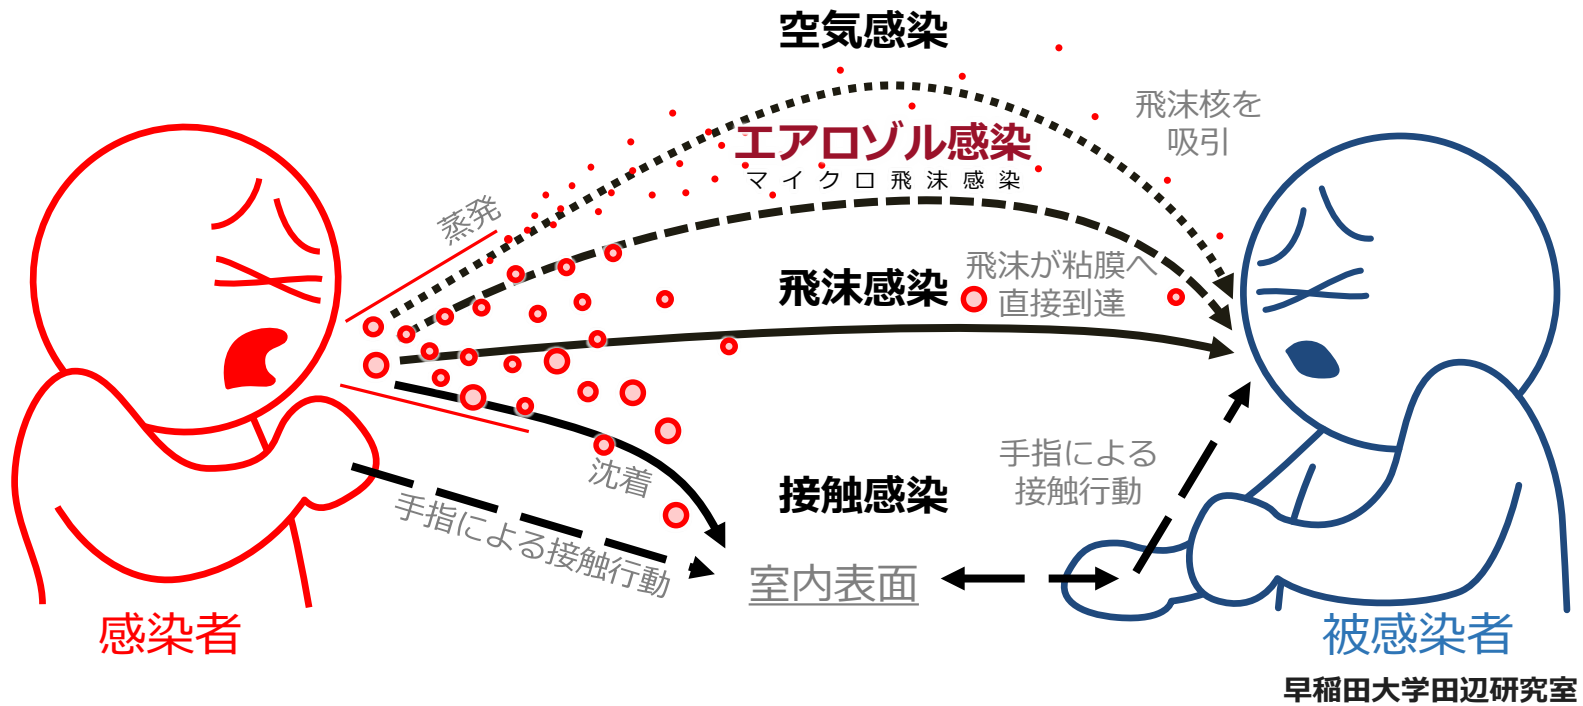 空気感染
飛沫核を
吸引
エアロゾル感染
マイクロ飛沫感染
蒸発
飛沫が粘膜へ
飛沫感染
直接到達
手指による
接触行動
沈着
接触感染
手指による接触行動
室内表面
感染者
被感染者
早稲田大学田辺研究室